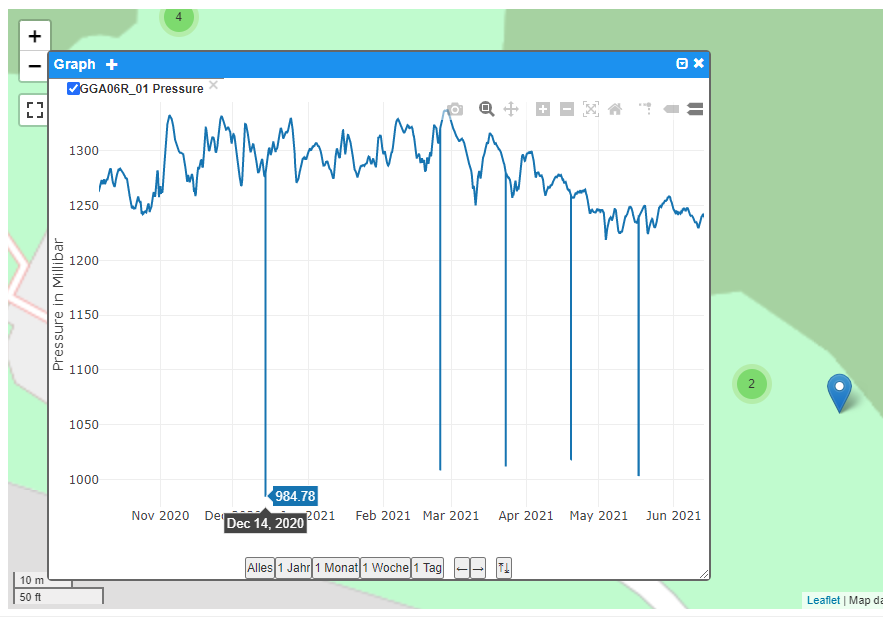 4
+
−
Graph +
GGA06R_01 Pressure ×
1300
1250
1200
1150
1100
1050
1000
Pressure in Millibar
984.78
Nov 2020
Feb 2021
Mar 2021
Apr 2021
May 2021
Jun 2021
Dec 14, 2020
Alles 1 Jahr 1 Monat 1 Woche 1 Tag ← →
2
10 m
50 ft
Leaflet | Map da